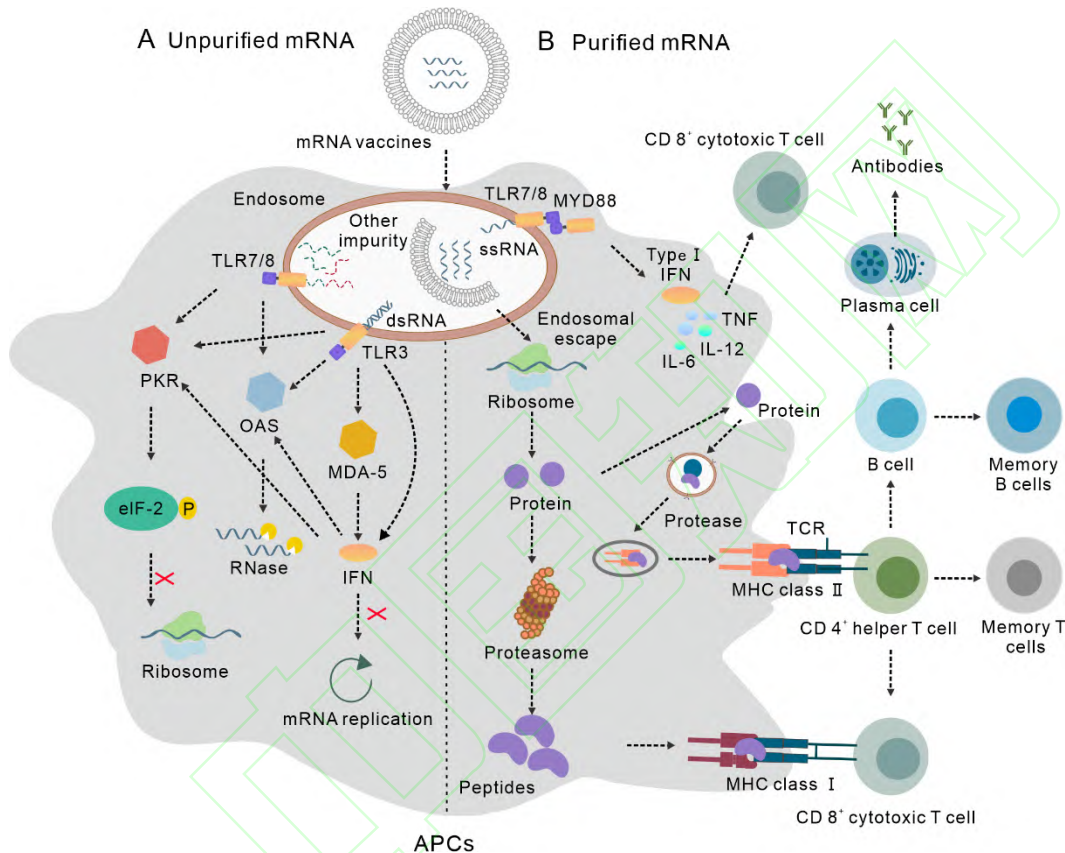 A Unpurified mRNA
B Purified mRNA
mRNA vaccines
CD 8⁺ cytotoxic T cell
Antibodies
Endosome
TLR7/8
MYD88
Other
impurity
ssRNA
TLR7/8
Type I
IFN
Plasma cell
dsRNA
TLR3
Endosomal
escape
TNF
IL-12
IL-6
PKR
OAS
Ribosome
Protein
B cell
Memory
B cells
MDA-5
Protein
Protease
eIF-2
P
RNase
IFN
TCR
MHC class II
CD 4⁺ helper T cell
Memory T
cells
Ribosome
Proteasome
mRNA replication
Peptides
MHC class I
CD 8⁺ cytotoxic T cell
APCs